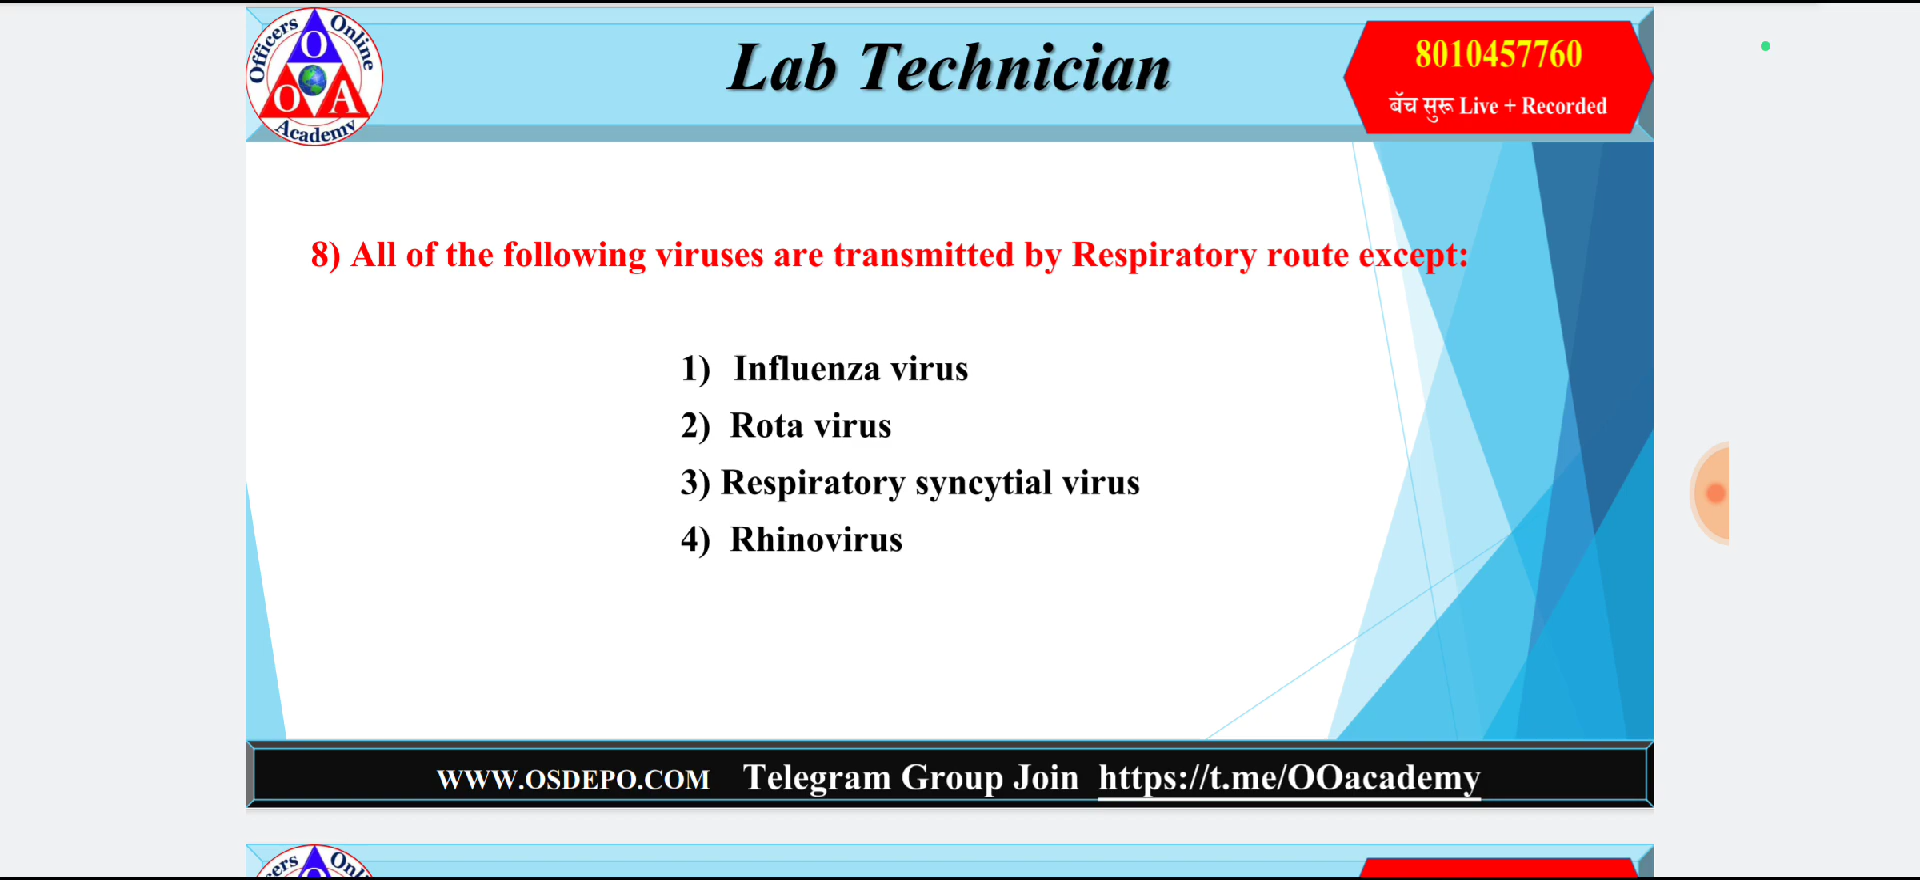 Officers Online Academy
O
O A
Lab Technician
8010457760
बॅच सुरू Live + Recorded
8) All of the following viruses are transmitted by Respiratory route except:
1) Influenza virus
2) Rota virus
3) Respiratory syncytial virus
4) Rhinovirus
WWW.OSDEPO.COM Telegram Group Join https://t.me/OOacademy